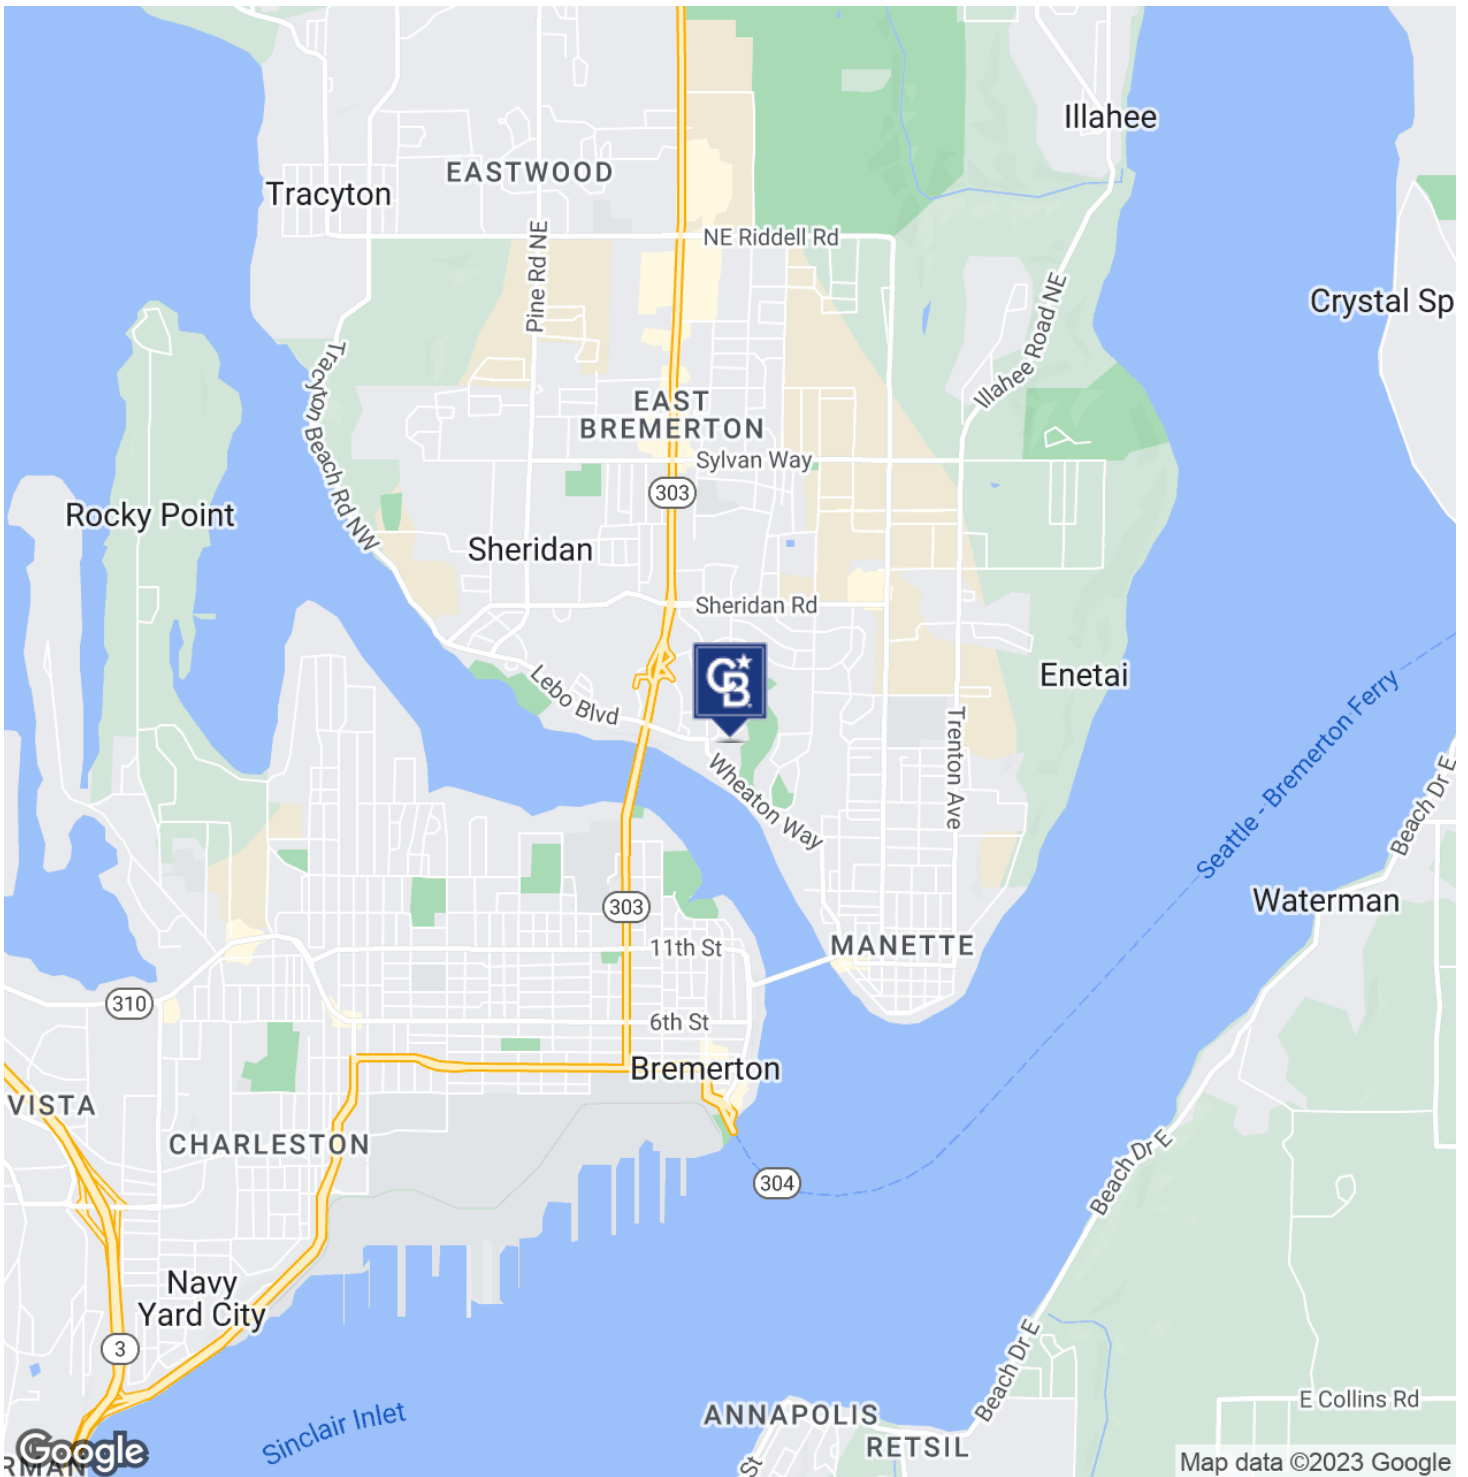 Illahee
EASTWOOD
Tracyton
NE Riddell Rd
Pine Rd NE
Crystal Sp
Illahee Road NE
Tracyton Beach Rd NW
EAST
BREMERTON
Sylvan Way
303
Rocky Point
Sheridan
Sheridan Rd
CB
Enetai
Lebo Blvd
Trenton Ave
Wheaton Way
Seattle - Bremerton Ferry
Beach Dr E
Waterman
303
11th St
MANETTE
310
6th St
Bremerton
VISTA
CHARLESTON
Beach Dr E
304
Navy
Yard City
3
Beach Dr E
E Collins Rd
Sinclair Inlet
ANNAPOLIS
RETSIL
Google
RMAN
St
Map data ©2023 Google